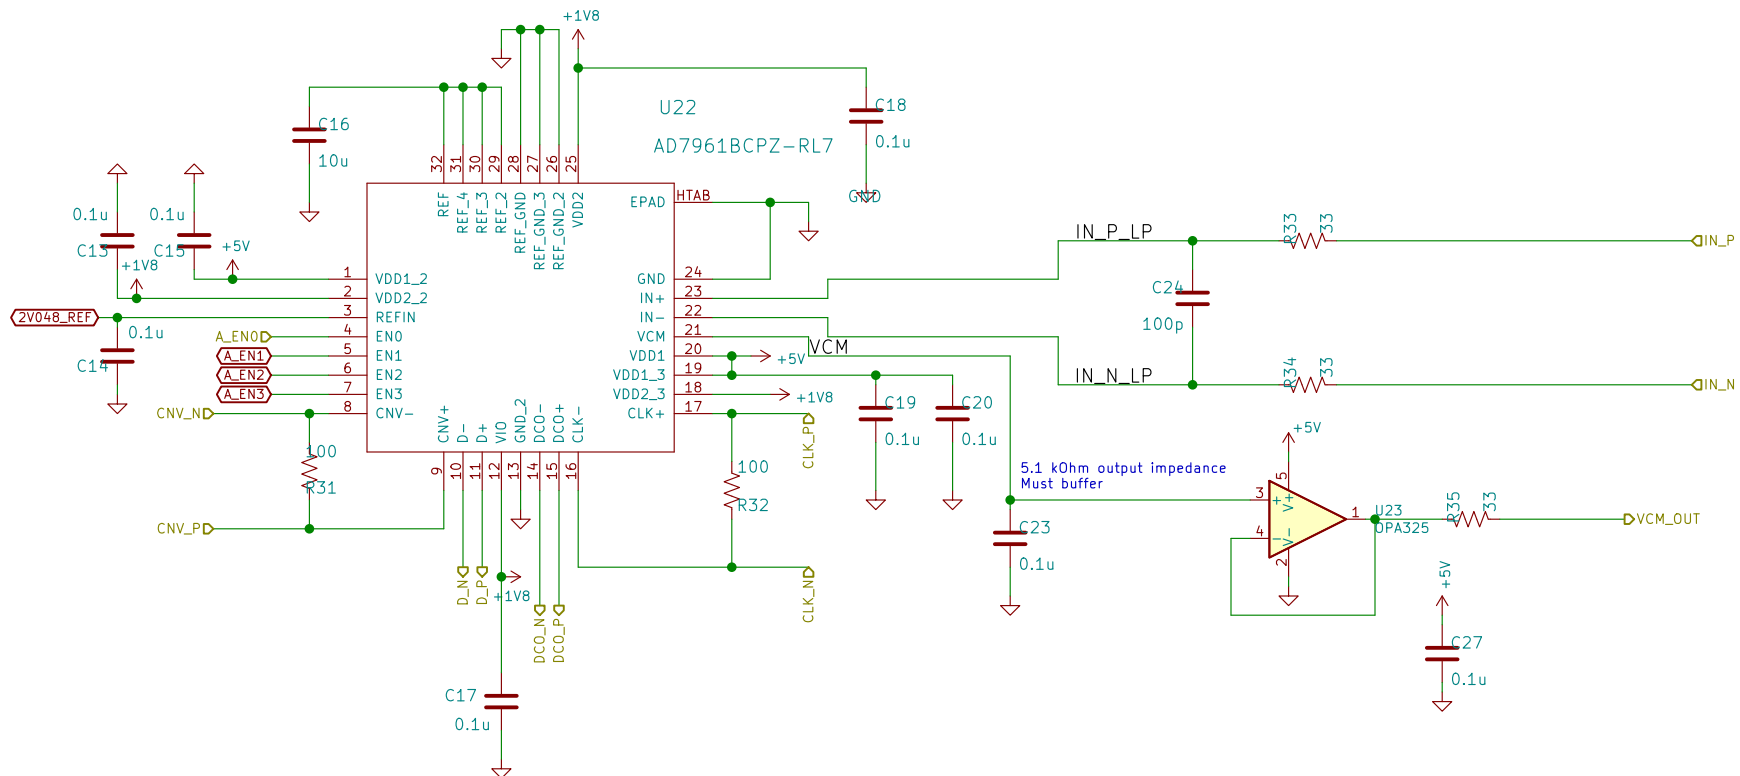 +1V8
U22
AD7961BCPZ-RL7
C18
0.1u
GND
C16
10u
32
31
30
29
28
27
26
25
REF
REF_4
REF_3
REF_2
REF_GND
REF_GND_3
REF_GND_2
VDD2
EPAD
HTAB
0.1u
C13
0.1u
C15
+5V
+1V8
1
VDD1_2
2
VDD2_2
2V048_REF
3
REFIN
0.1u
C14
A_EN0
4
EN0
A_EN1
5
EN1
A_EN2
6
EN2
A_EN3
7
EN3
CNV_N
8
CNV-
100
R31
CNV_P
GND
24
IN+
23
IN-
22
VCM
21
VDD1
20
VDD1_3
19
VDD2_3
18
CLK+
17
CNV+
D-
D+
VIO
GND_2
DCO-
DCO+
CLK-
9
10
11
12
13
14
15
16
VCM
+5V
+1V8
CLK_P
100
R32
CLK_N
C19
0.1u
C20
0.1u
D_N
D_P
+1V8
DCO_N
DCO_P
C17
0.1u
IN_P_LP
R33
33
IN_P
C24
100p
IN_N_LP
R34
33
IN_N
5.1 kOhm output impedance
Must buffer
C23
0.1u
+5V
3
4
5
2
1
+
-
V+
V-
U23
OPA325
R35
33
VCM_OUT
+5V
C27
0.1u